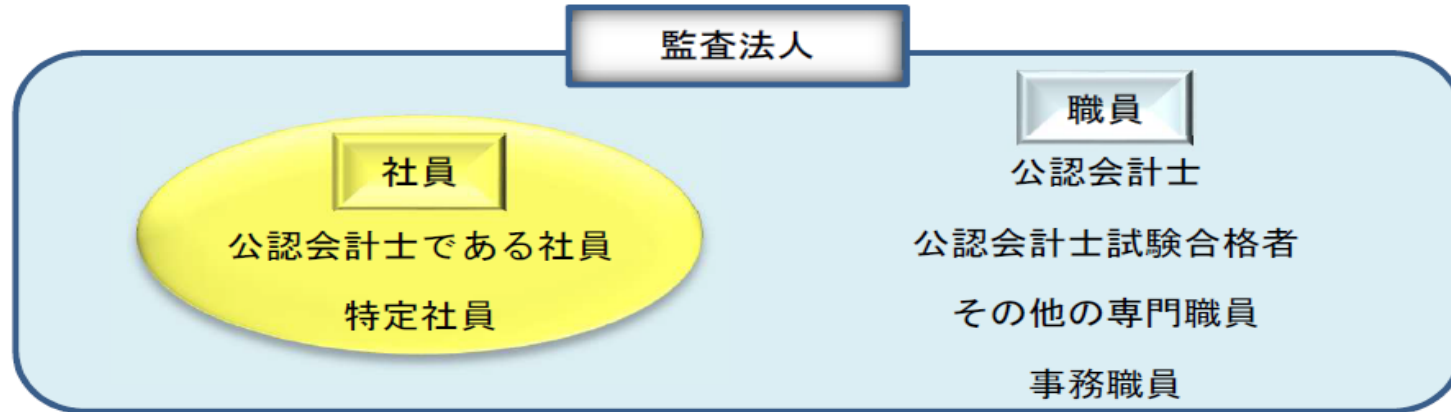 監査法人
社員
公認会計士である社員
特定社員
職員
公認会計士
公認会計士試験合格者
その他の専門職員
事務職員